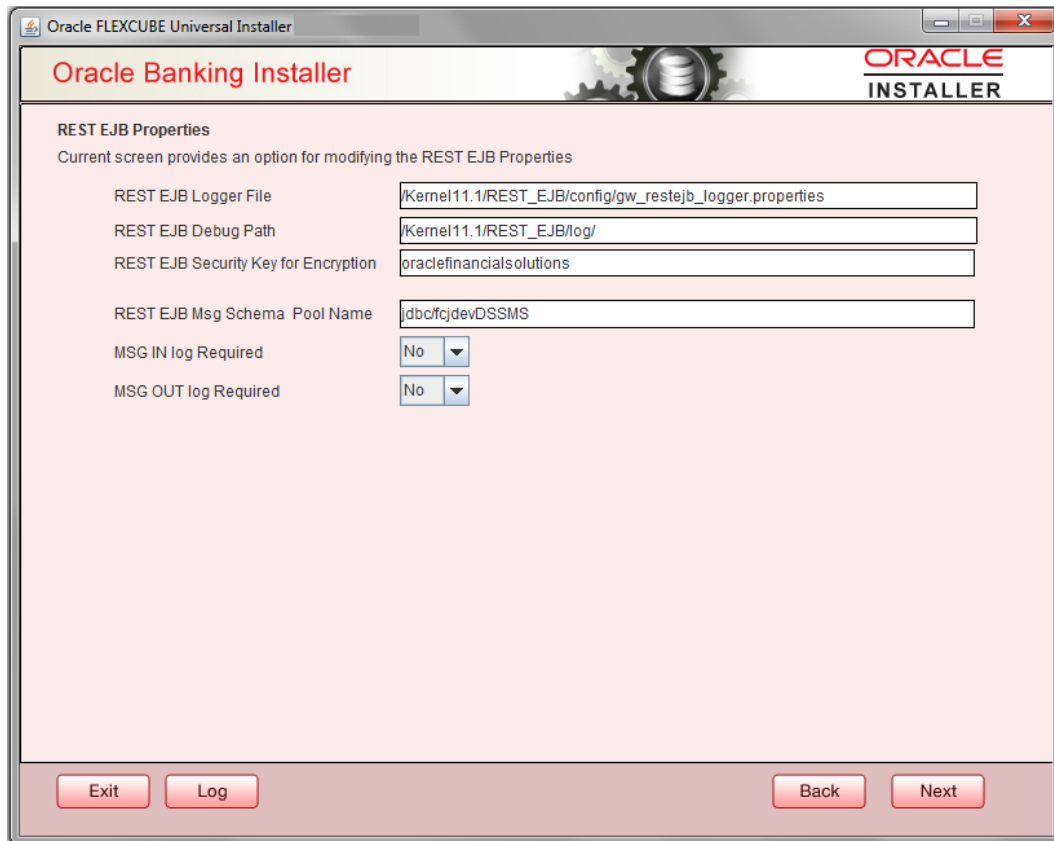 Oracle FLEXCUBE Universal Installer
Oracle Banking Installer
ORACLE
INSTALLER
REST EJB Properties
Current screen provides an option for modifying the REST EJB Properties
REST EJB Logger File /Kernel11.1/REST_EJB/config/gw_restejb_logger.properties
REST EJB Debug Path /Kernel11.1/REST_EJB/log/
REST EJB Security Key for Encryption oraclefinancialsolutions
REST EJB Msg Schema Pool Name jdbc/fcjdevDSSMS
MSG IN log Required No
MSG OUT log Required No
Exit Log Back Next